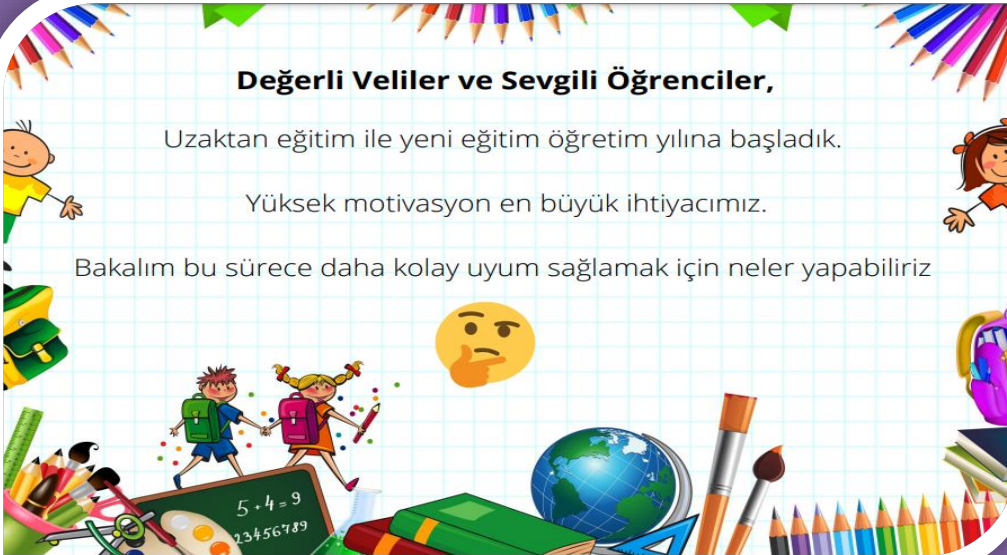 Değerli Veliler ve Sevgili Öğrenciler,
Uzaktan eğitim ile yeni eğitim öğretim yılına başladık.
Yüksek motivasyon en büyük ihtiyacımız.
Bakalım bu sürece daha kolay uyum sağlamak için neler yapabiliriz
5+4=9
23456789